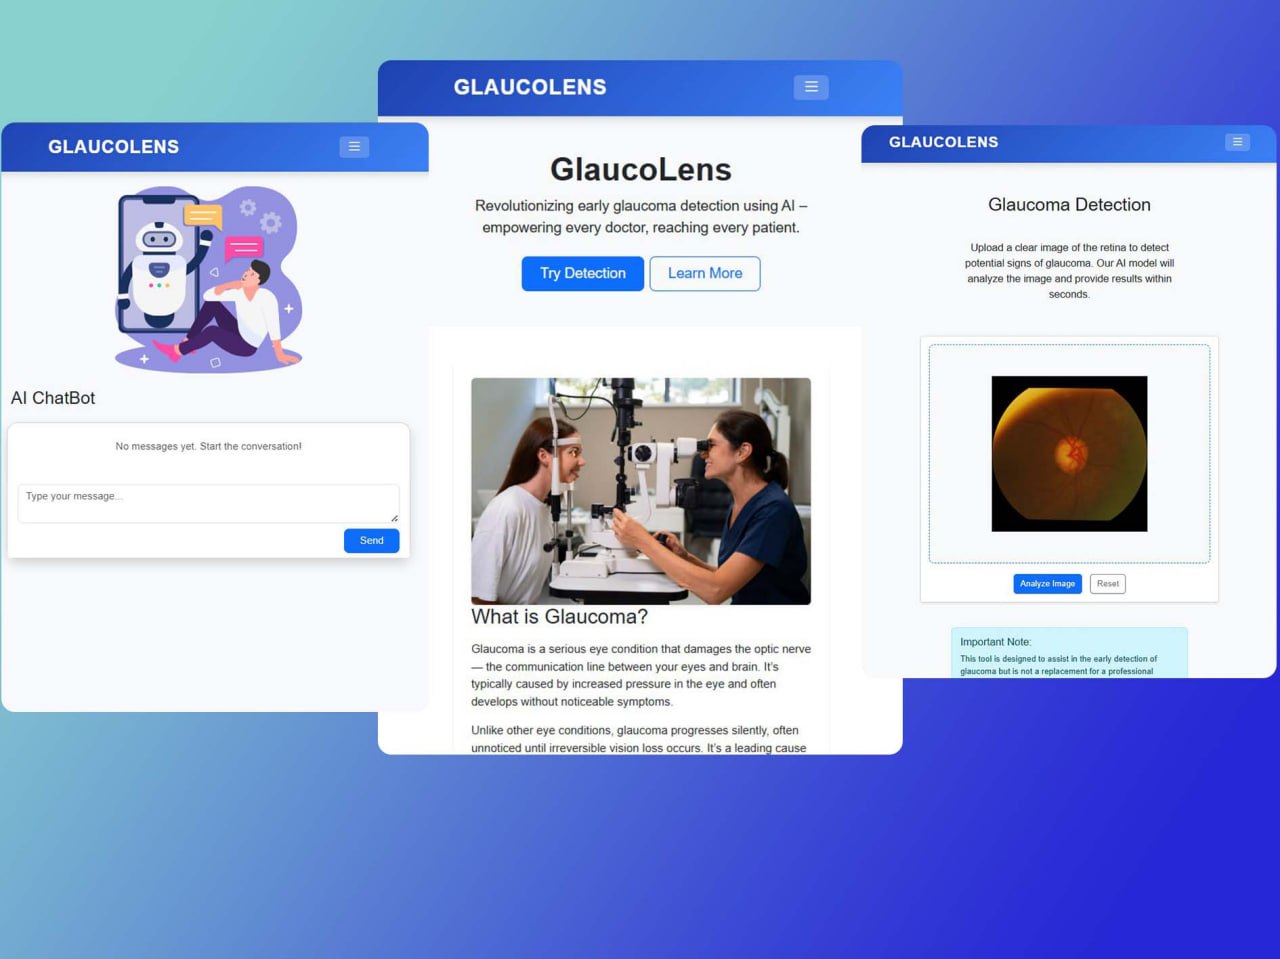 GLAUCOLENS
AI ChatBot
No messages yet. Start the conversation!
Type your message...
Send
GLAUCOLENS
GlaucoLens
Revolutionizing early glaucoma detection using AI –
empowering every doctor, reaching every patient.
Try Detection
Learn More
What is Glaucoma?
Glaucoma is a serious eye condition that damages the optic nerve
— the communication line between your eyes and brain. It's
typically caused by increased pressure in the eye and often
develops without noticeable symptoms.
Unlike other eye conditions, glaucoma progresses silently, often
unnoticed until irreversible vision loss occurs. It's a leading cause
GLAUCOLENS
Glaucoma Detection
Upload a clear image of the retina to detect
potential signs of glaucoma. Our AI model will
analyze the image and provide results within
seconds.
Analyze Image
Reset
Important Note:
This tool is designed to assist in the early detection of
glaucoma but is not a replacement for a professional